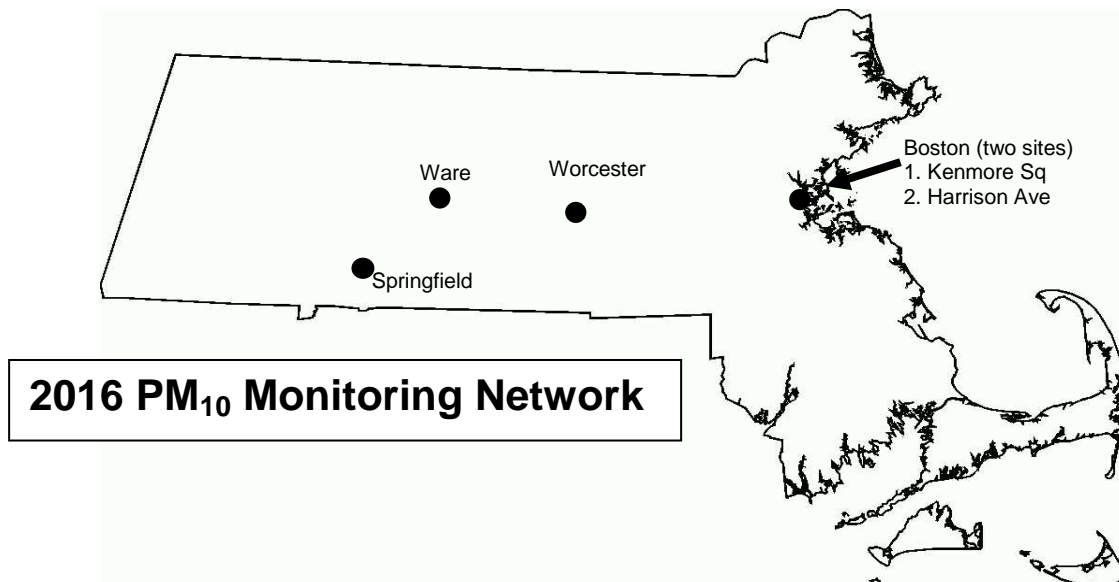 Ware
Worcester
Boston (two sites)
1. Kenmore Sq
2. Harrison Ave
Springfield
2016 PM₁₀ Monitoring Network